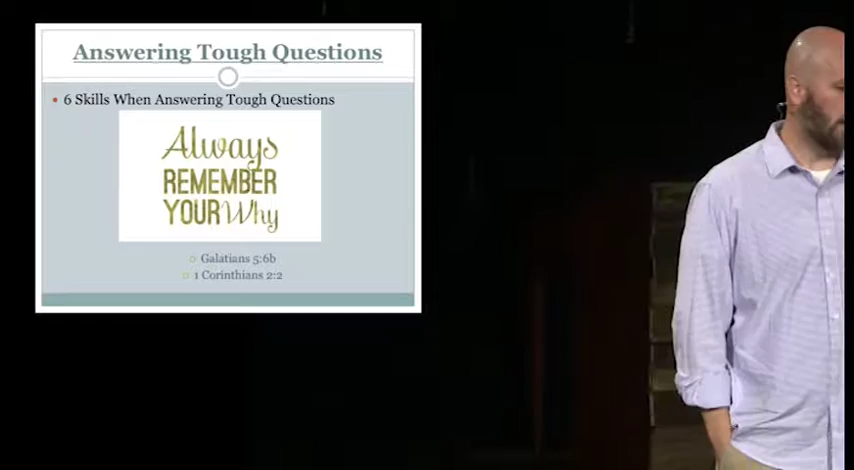 Answering Tough Questions
6 Skills When Answering Tough Questions
Always
REMEMBER
YOUR Why
Galatians 5:6b
1 Corinthians 2:2